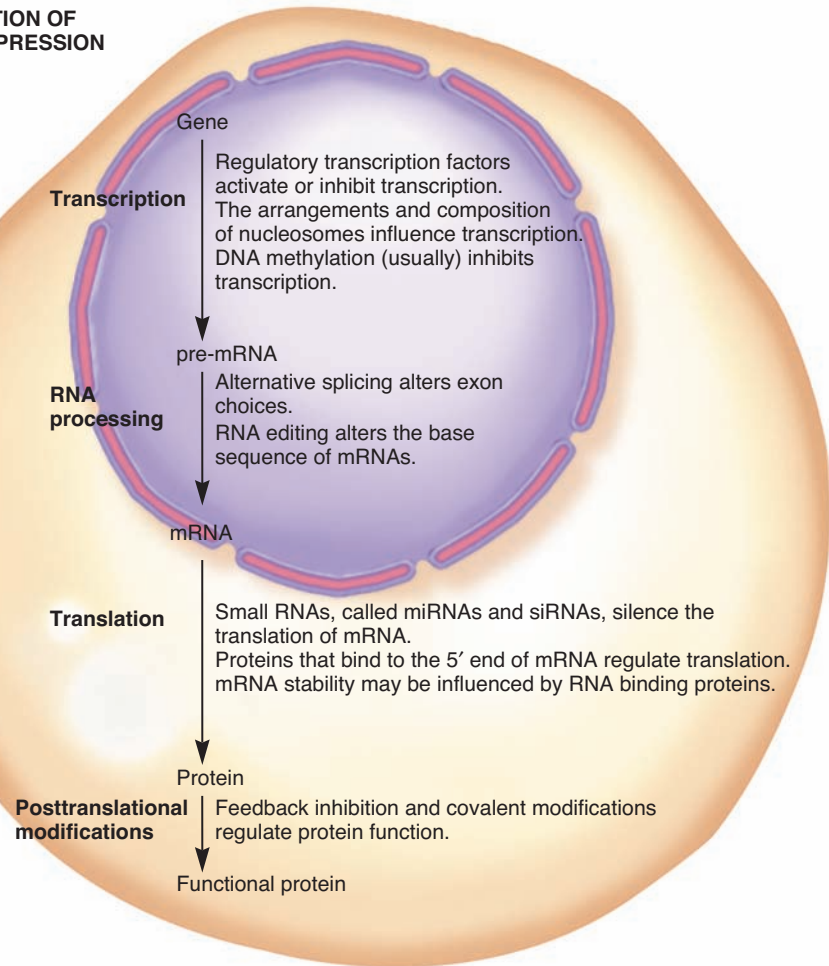 TION OF
PRESSION
Gene
Transcription
Regulatory transcription factors
activate or inhibit transcription.
The arrangements and composition
of nucleosomes influence transcription.
DNA methylation (usually) inhibits
transcription.
pre-mRNA
RNA
processing
Alternative splicing alters exon
choices.
RNA editing alters the base
sequence of mRNAs.
mRNA
Translation
Small RNAs, called miRNAs and siRNAs, silence the
translation of mRNA.
Proteins that bind to the 5′ end of mRNA regulate translation.
mRNA stability may be influenced by RNA binding proteins.
Protein
Posttranslational
modifications
Feedback inhibition and covalent modifications
regulate protein function.
Functional protein